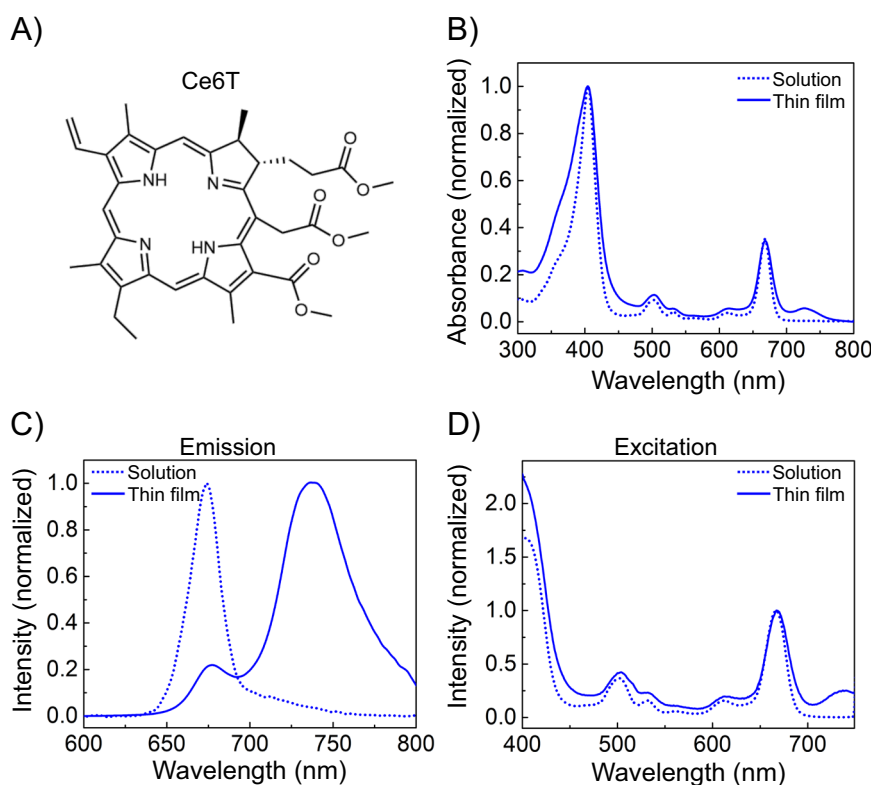 A)
Ce6T
NH
N
N
HN
O
O
O
O
O
O
B)
Solution
Thin film
Absorbance (normalized)
1.0
0.8
0.6
0.4
0.2
0.0
300 400 500 600 700 800
Wavelength (nm)
C)
Emission
Solution
Thin film
Intensity (normalized)
1.0
0.8
0.6
0.4
0.2
0.0
600 650 700 750 800
Wavelength (nm)
D)
Excitation
Solution
Thin film
Intensity (normalized)
2.0
1.5
1.0
0.5
0.0
400 500 600 700
Wavelength (nm)